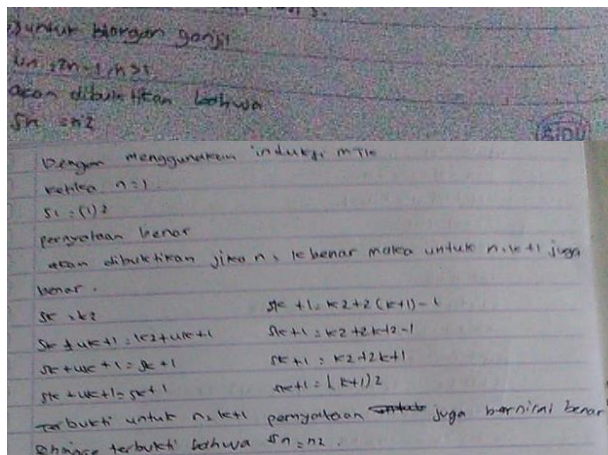 untuk bilangan ganjil
Un = 2n - 1, n ≥ 1
akan dibuktikan bahwa
Sn = n2
SIDU
Dengan menggunakan induksi MTK
ketika n = 1
S1 = (1)2
pernyataan benar
akan dibuktikan jika n = k benar maka untuk n = k+1 juga
benar.
Sk = k2
Sk + Uk+1 = k2 + Uk+1
Sk + Uk+1 = Sk+1
Sk + Uk+1 = Sk+1
Sk+1 = k2 + 2(k+1) - 1
Sk+1 = k2 + 2k+2-1
Sk+1 = k2 + 2k+1
Sk+1 = (k+1)2
terbukti untuk n = k+1 pernyataan juga bernilai benar
terbukti bahwa Sn = n2.